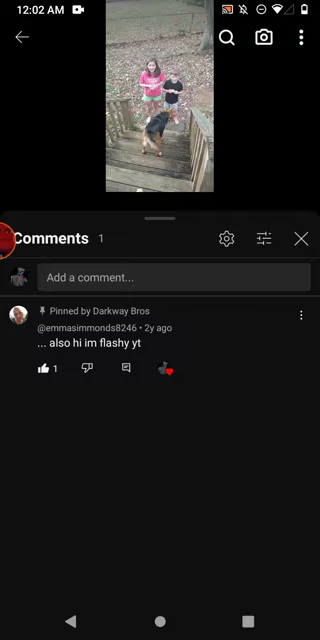 12:02 AM
Comments 1
Add a comment...
Pinned by Darkway Bros
@emmasimmonds8246 • 2y ago
... also hi im flashy yt
1